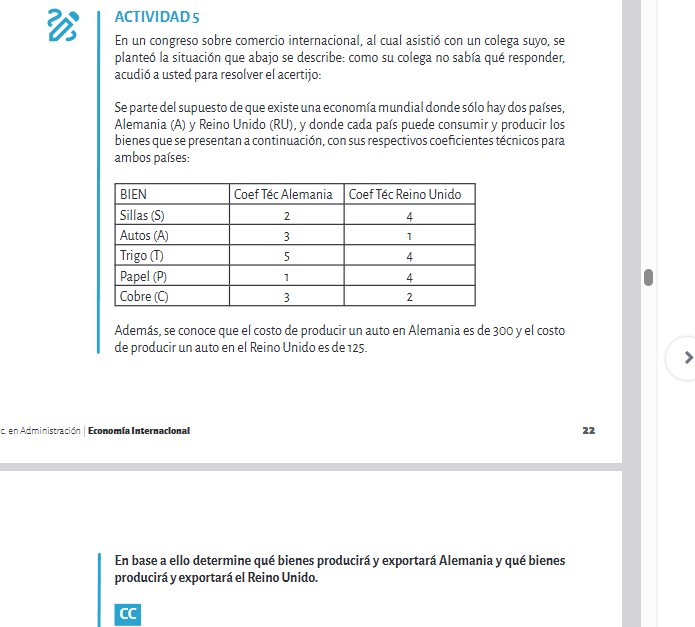 ACTIVIDAD 5
En un congreso sobre comercio internacional, al cual asistió con un colega suyo, se
planteó la situación que abajo se describe: como su colega no sabía qué responder,
acudió a usted para resolver el acertijo:
Se parte del supuesto de que existe una economía mundial donde sólo hay dos países,
Alemania (A) y Reino Unido (RU), y donde cada país puede consumir y producir los
bienes que se presentan a continuación, con sus respectivos coeficientes técnicos para
ambos países:
BIEN Coef Téc Alemania Coef Téc Reino Unido
Sillas (S) 2 4
Autos (A) 3 1
Trigo (T) 5 4
Papel (P) 1 4
Cobre (C) 3 2
Además, se conoce que el costo de producir un auto en Alemania es de 300 y el costo
de producir un auto en el Reino Unido es de 125.
c. en Administración | Economía Internacional 22
En base a ello determine qué bienes producirá y exportará Alemania y qué bienes
producirá y exportará el Reino Unido.
CC